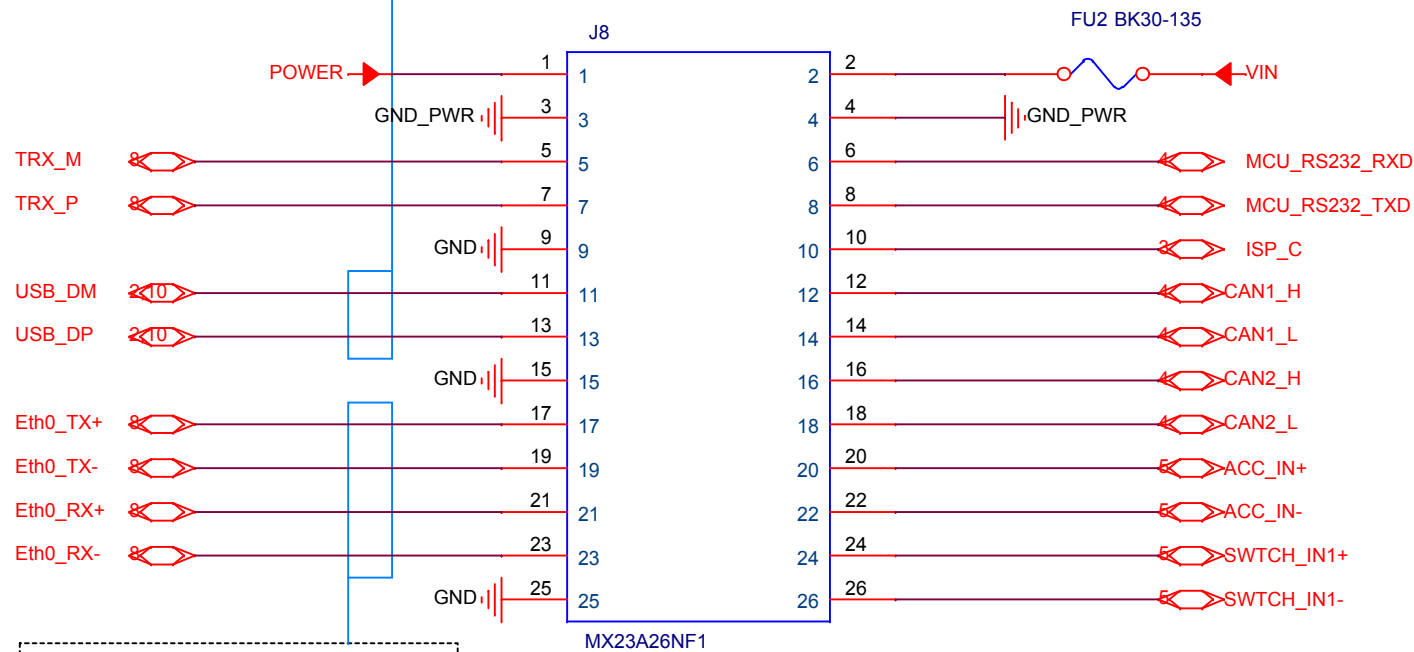 FU2 BK30-135
J8
POWER 1 1 2 2 VIN
GND_PWR 3 3 4 4 GND_PWR
TRX_M 8 5 5 6 6 4 MCU_RS232_RXD
TRX_P 8 7 7 8 8 4 MCU_RS232_TXD
GND 9 9 10 10 3 ISP_C
USB_DM 2,10 11 11 12 12 4 CAN1_H
USB_DP 2,10 13 13 14 14 4 CAN1_L
GND 15 15 16 16 4 CAN2_H
Eth0_TX+ 8 17 17 18 18 4 CAN2_L
Eth0_TX- 8 19 19 20 20 5 ACC_IN+
Eth0_RX+ 8 21 21 22 22 5 ACC_IN-
Eth0_RX- 8 23 23 24 24 5 SWTCH_IN1+
GND 25 25 26 26 5 SWTCH_IN1-
MX23A26NF1